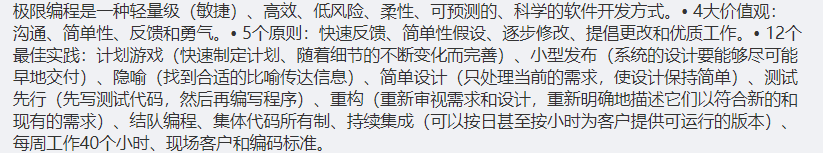 极限编程是一种轻量级（敏捷）、高效、低风险、柔性、可预测的、科学的软件开发方式。• 4大价值观：
沟通、简单性、反馈和勇气。• 5个原则：快速反馈、简单性假设、逐步修改、提倡更改和优质工作。• 12个
最佳实践：计划游戏（快速制定计划、随着细节的不断变化而完善）、小型发布（系统的设计要能够尽可能
早地交付）、隐喻（找到合适的比喻传达信息）、简单设计（只处理当前的需求，使设计保持简单）、测试
先行（先写测试代码，然后再编写程序）、重构（重新审视需求和设计，重新明确地描述它们以符合新的和
现有的需求）、结队编程、集体代码所有制、持续集成（可以按日甚至按小时为客户提供可运行的版本）、
每周工作40个小时、现场客户和编码标准。